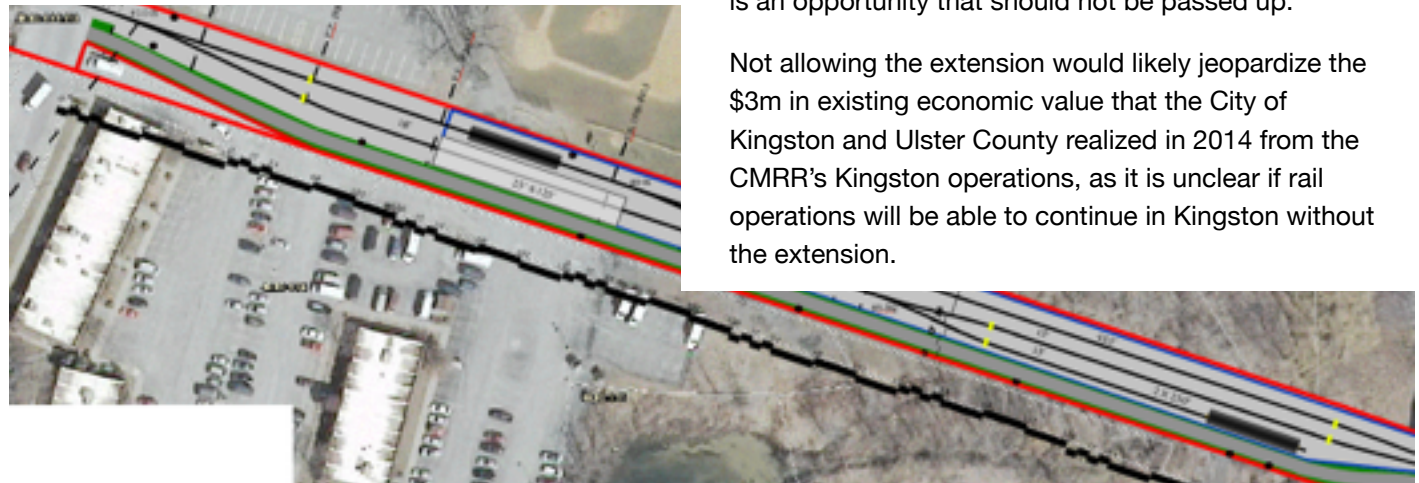 is an opportunity that should not be passed up.
Not allowing the extension would likely jeopardize the
$3m in existing economic value that the City of
Kingston and Ulster County realized in 2014 from the
CMRR’s Kingston operations, as it is unclear if rail
operations will be able to continue in Kingston without
the extension.